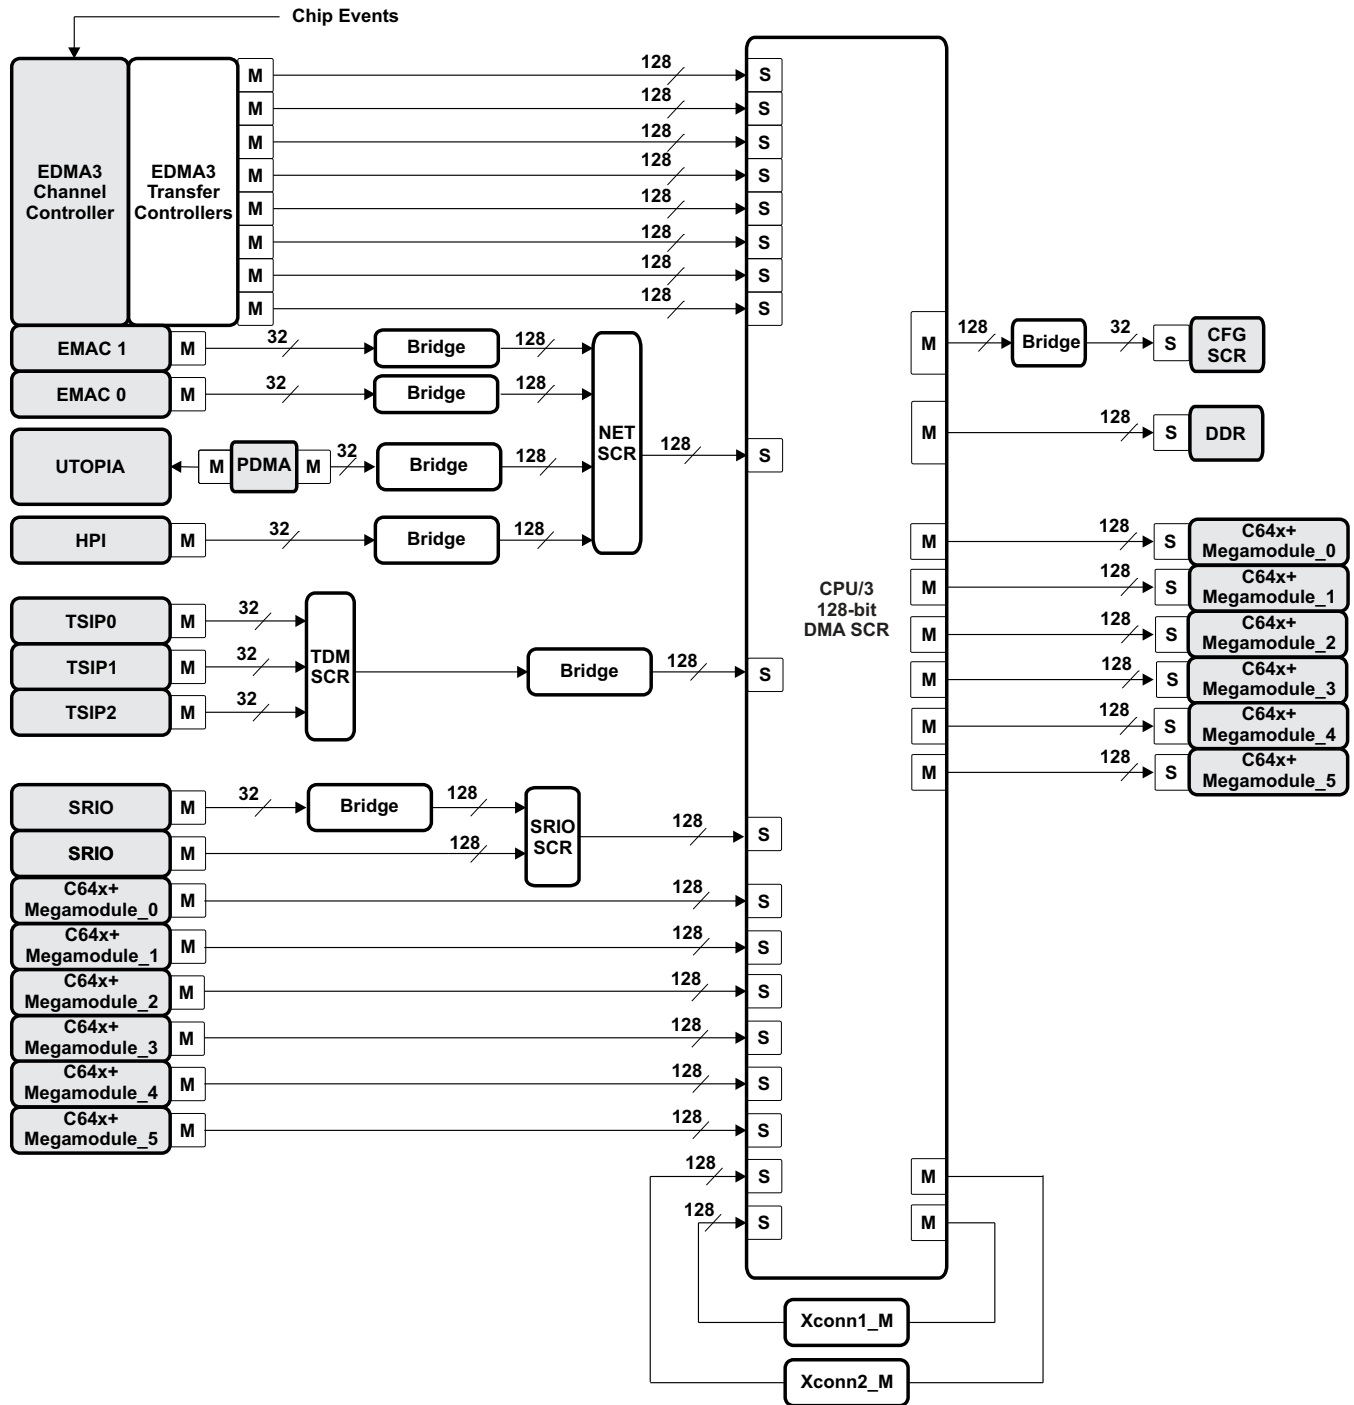 Chip Events
EDMA3
Channel
Controller
EDMA3
Transfer
Controllers
M 128 S
M 128 S
M 128 S
M 128 S
M 128 S
M 128 S
M 128 S
M 128 S
EMAC 1 M 32 Bridge 128
EMAC 0 M 32 Bridge 128
UTOPIA M PDMA M 32 Bridge 128
HPI M 32 Bridge 128
NET
SCR
128 S
TSIP0 M 32
TSIP1 M 32
TSIP2 M 32
TDM
SCR
Bridge 128 S
SRIO M 32 Bridge 128
SRIO M 128
SRIO
SCR
128 S
C64x+
Megamodule_0
M 128 S
C64x+
Megamodule_1
M 128 S
C64x+
Megamodule_2
M 128 S
C64x+
Megamodule_3
M 128 S
C64x+
Megamodule_4
M 128 S
C64x+
Megamodule_5
M 128 S
128 S
128 S
CPU/3
128-bit
DMA SCR
M 128 Bridge 32 S
CFG
SCR
M 128 S DDR
M 128 S
C64x+
Megamodule_0
M 128 S
C64x+
Megamodule_1
M 128 S
C64x+
Megamodule_2
M 128 S
C64x+
Megamodule_3
M 128 S
C64x+
Megamodule_4
M 128 S
C64x+
Megamodule_5
M
M
Xconn1_M
Xconn2_M